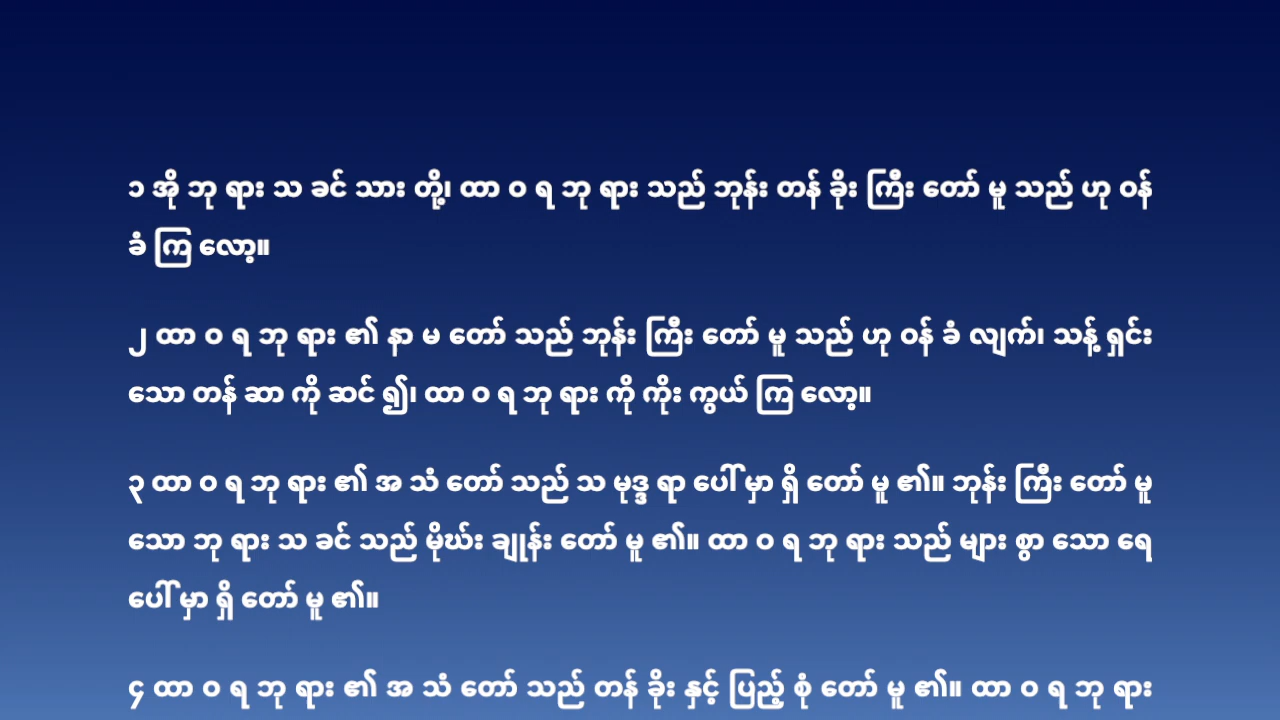 ၁ အို ဘု ရား သ ခင် သား တို့၊ ထာ ဝ ရ ဘု ရား သည် ဘုန်း တန် ခိုး ကြီး တော် မူ သည် ဟု ဝန်
ခံ ကြ လော့။
၂ ထာ ဝ ရ ဘု ရား ၏ နာ မ တော် သည် ဘုန်း ကြီး တော် မူ သည် ဟု ဝန် ခံ လျက်၊ သန့် ရှင်း
သော တန် ဆာ ကို ဆင် ၍၊ ထာ ဝ ရ ဘု ရား ကို ကိုး ကွယ် ကြ လော့။
၃ ထာ ဝ ရ ဘု ရား ၏ အ သံ တော် သည် သ မုဒ္ဒ ရာ ပေါ် မှာ ရှိ တော် မူ ၏။ ဘုန်း ကြီး တော် မူ
သော ဘု ရား သ ခင် သည် မိုဃ်း ချုန်း တော် မူ ၏။ ထာ ဝ ရ ဘု ရား သည် များ စွာ သော ရေ
ပေါ် မှာ ရှိ တော် မူ ၏။
၄ ထာ ဝ ရ ဘု ရား ၏ အ သံ တော် သည် တန် ခိုး နှင့် ပြည့် စုံ တော် မူ ၏။ ထာ ဝ ရ ဘု ရား